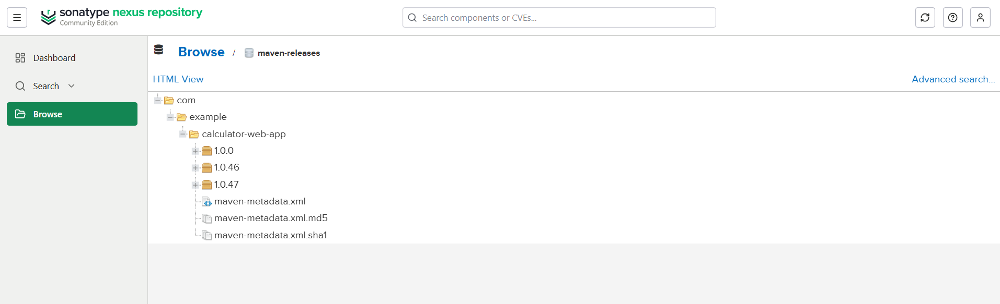 sonatype nexus repository
Community Edition
Search components or CVEs...
Dashboard
Search
Browse
Browse / maven-releases
HTML View
Advanced search...
com
example
calculator-web-app
1.0.0
1.0.46
1.0.47
maven-metadata.xml
maven-metadata.xml.md5
maven-metadata.xml.sha1